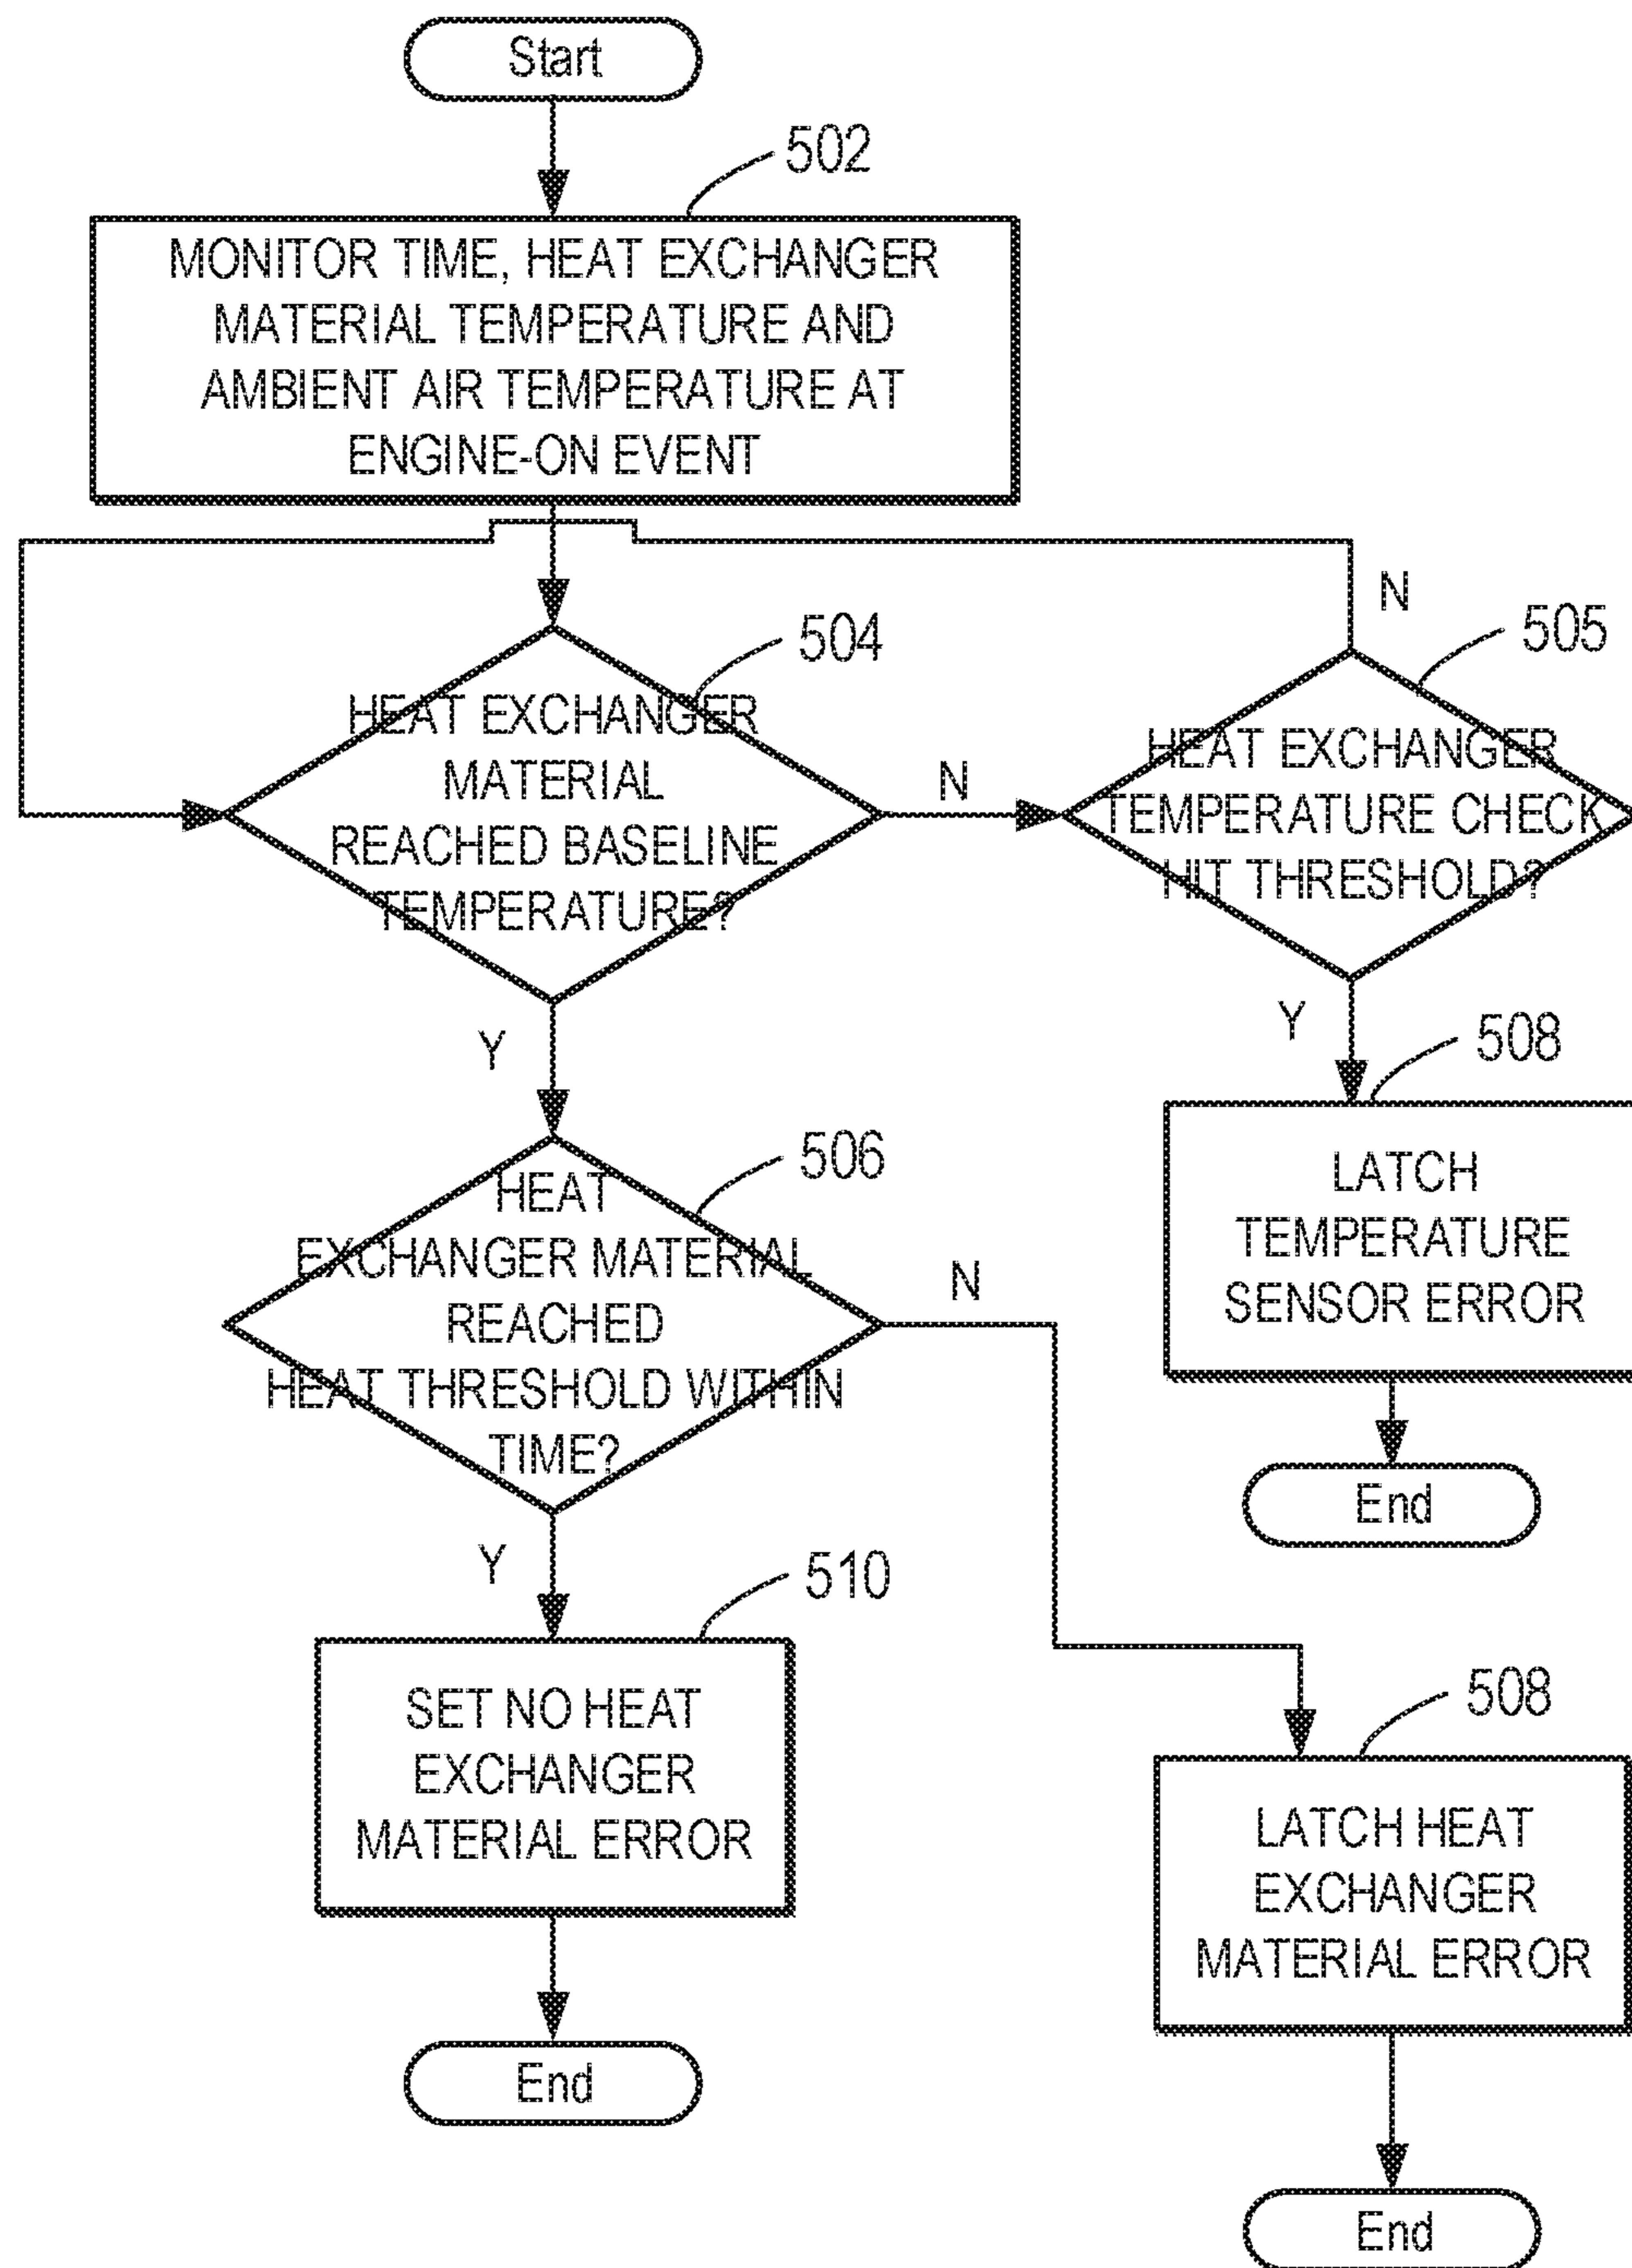 Start
502
MONITOR TIME, HEAT EXCHANGER
MATERIAL TEMPERATURE AND
AMBIENT AIR TEMPERATURE AT
ENGINE-ON EVENT
N
505
504
HEAT EXCHANGER
MATERIAL
REACHED BASELINE
TEMPERATURE?
N
HEAT EXCHANGER
TEMPERATURE CHECK
HIT THRESHOLD?
Y
Y
508
LATCH
TEMPERATURE
SENSOR ERROR
End
506
HEAT
EXCHANGER MATERIAL
REACHED
HEAT THRESHOLD WITHIN
TIME?
N
Y
510
SET NO HEAT
EXCHANGER
MATERIAL ERROR
End
508
LATCH HEAT
EXCHANGER
MATERIAL ERROR
End